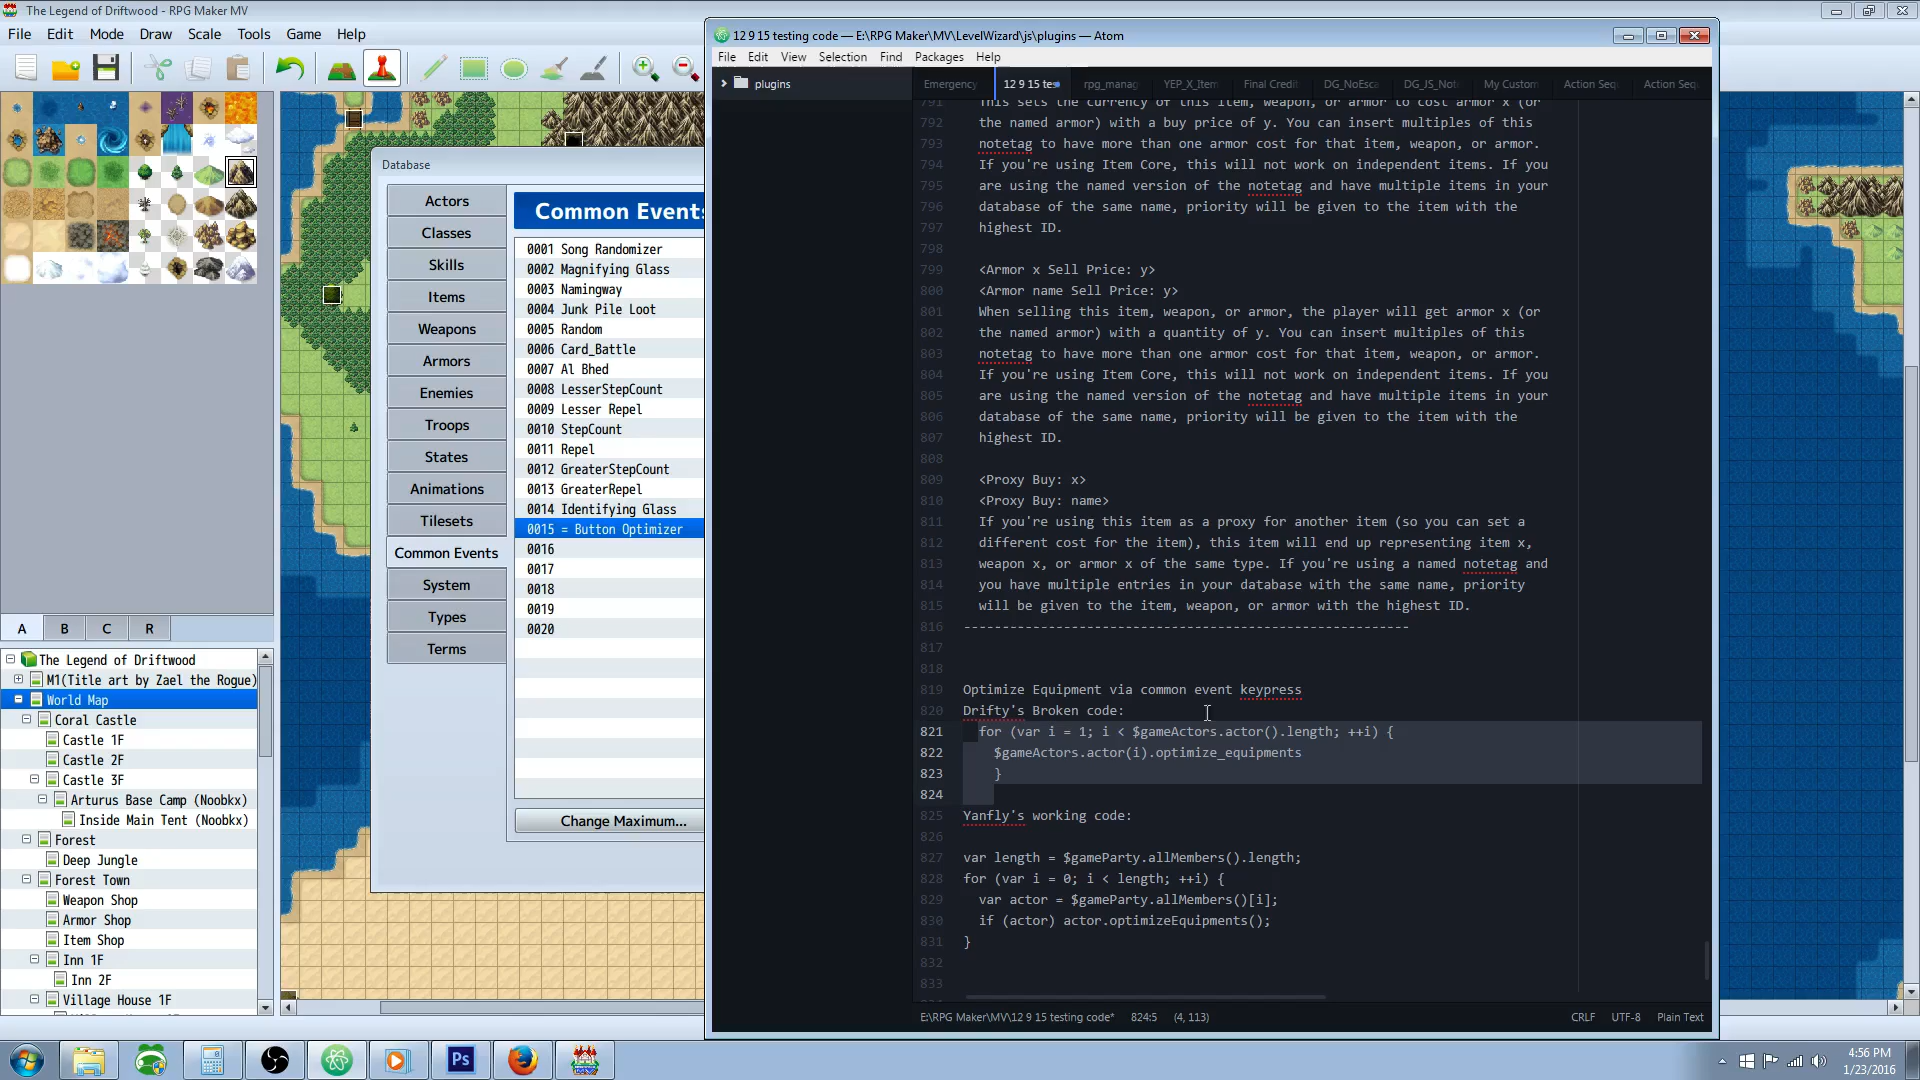 The Legend of Driftwood - RPG Maker MV
File Edit Mode Draw Scale Tools Game Help
A B C R
The Legend of Driftwood
M1(Title art by Zael the Rogue)
World Map
Coral Castle
Castle 1F
Castle 2F
Castle 3F
Arturus Base Camp (Noobkx)
Inside Main Tent (Noobkx)
Forest
Deep Jungle
Forest Town
Weapon Shop
Armor Shop
Item Shop
Inn 1F
Inn 2F
Village House 1F
Database
Actors
Classes
Skills
Items
Weapons
Armors
Enemies
Troops
States
Animations
Tilesets
Common Events
System
Types
Terms
Common Events
0001 Song Randomizer
0002 Magnifying Glass
0003 Namingway
0004 Junk Pile Loot
0005 Random
0006 Card_Battle
0007 Al Bhed
0008 LesserStepCount
0009 Lesser Repel
0010 StepCount
0011 Repel
0012 GreaterStepCount
0013 GreaterRepel
0014 Identifying Glass
0015 = Button Optimizer
0016
0017
0018
0019
0020
Change Maximum...
12 9 15 testing code — E:\RPG Maker\MV\LevelWizard\js\plugins — Atom
File Edit View Selection Find Packages Help
plugins
Emergency 12 9 15 tes rpg_manag YEP_X_Item Final Credi DG_NoEsca DG_JS_Not My Custom Action Seq Action Seq
791 This sets the currency of this item, weapon, or armor to cost armor x (or
792 the named armor) with a buy price of y. You can insert multiples of this
793 notetag to have more than one armor cost for that item, weapon, or armor.
794 If you're using Item Core, this will not work on independent items. If you
795 are using the named version of the notetag and have multiple items in your
796 database of the same name, priority will be given to the item with the
797 highest ID.
798
799 <Armor x Sell Price: y>
800 <Armor name Sell Price: y>
801 When selling this item, weapon, or armor, the player will get armor x (or
802 the named armor) with a quantity of y. You can insert multiples of this
803 notetag to have more than one armor cost for that item, weapon, or armor.
804 If you're using Item Core, this will not work on independent items. If you
805 are using the named version of the notetag and have multiple items in your
806 database of the same name, priority will be given to the item with the
807 highest ID.
808
809 <Proxy Buy: x>
810 <Proxy Buy: name>
811 If you're using this item as a proxy for another item (so you can set a
812 different cost for the item), this item will end up representing item x,
813 weapon x, or armor x of the same type. If you're using a named notetag and
814 you have multiple entries in your database with the same name, priority
815 will be given to the item, weapon, or armor with the highest ID.
816 ----------------------------------------------------------
817
818
819 Optimize Equipment via common event keypress
820 Drifty's Broken code:
821 for (var i = 1; i < $gameActors.actor().length; ++i) {
822 $gameActors.actor(i).optimize_equipments
823 }
824
825 Yanfly's working code:
826
827 var length = $gameParty.allMembers().length;
828 for (var i = 0; i < length; ++i) {
829 var actor = $gameParty.allMembers()[i];
830 if (actor) actor.optimizeEquipments();
831 }
832
833
E:\RPG Maker\MV\12 9 15 testing code* 824:5 (4, 113) CRLF UTF-8 Plain Text
Ps
4:56 PM
1/23/2016